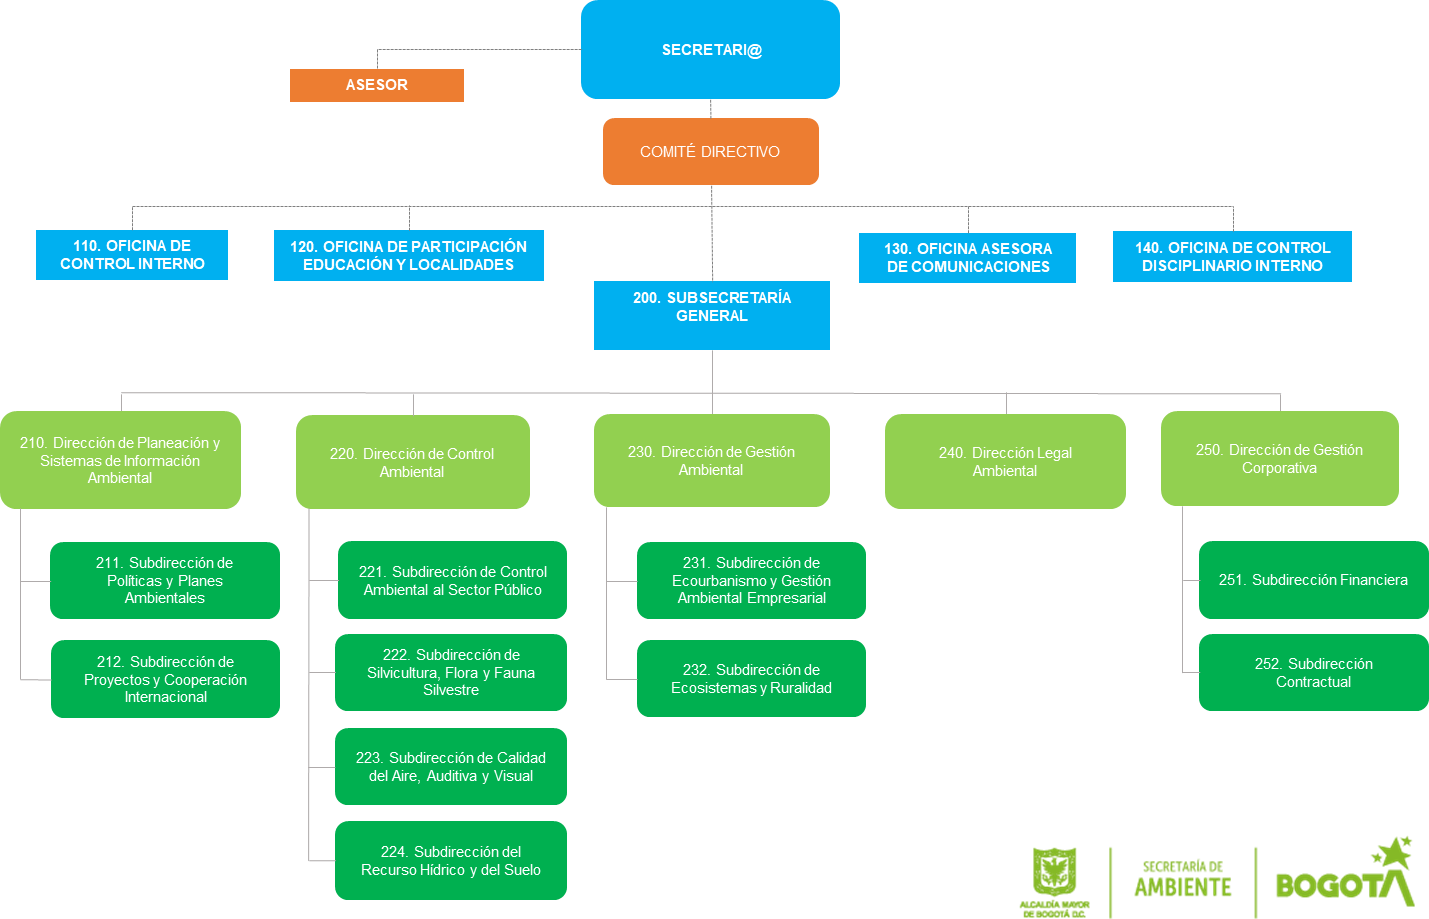 SECRETARI@
ASESOR
COMITÉ DIRECTIVO
110. OFICINA DE
CONTROL INTERNO
120. OFICINA DE PARTICIPACIÓN
EDUCACIÓN Y LOCALIDADES
130. OFICINA ASESORA
DE COMUNICACIONES
140. OFICINA DE CONTROL
DISCIPLINARIO INTERNO
200. SUBSECRETARÍA
GENERAL
210. Dirección de Planeación y
Sistemas de Información
Ambiental
220. Dirección de Control
Ambiental
230. Dirección de Gestión
Ambiental
240. Dirección Legal
Ambiental
250. Dirección de Gestión
Corporativa
211. Subdirección de
Políticas y Planes
Ambientales
212. Subdirección de
Proyectos y Cooperación
Internacional
221. Subdirección de Control
Ambiental al Sector Público
222. Subdirección de
Silvicultura, Flora y Fauna
Silvestre
223. Subdirección de Calidad
del Aire, Auditiva y Visual
224. Subdirección del
Recurso Hídrico y del Suelo
231. Subdirección de
Ecourbanismo y Gestión
Ambiental Empresarial
232. Subdirección de
Ecosistemas y Ruralidad
251. Subdirección Financiera
252. Subdirección
Contractual
ALCALDÍA MAYOR
DE BOGOTÁ D.C.
SECRETARÍA DE
AMBIENTE
BOGOTÁ